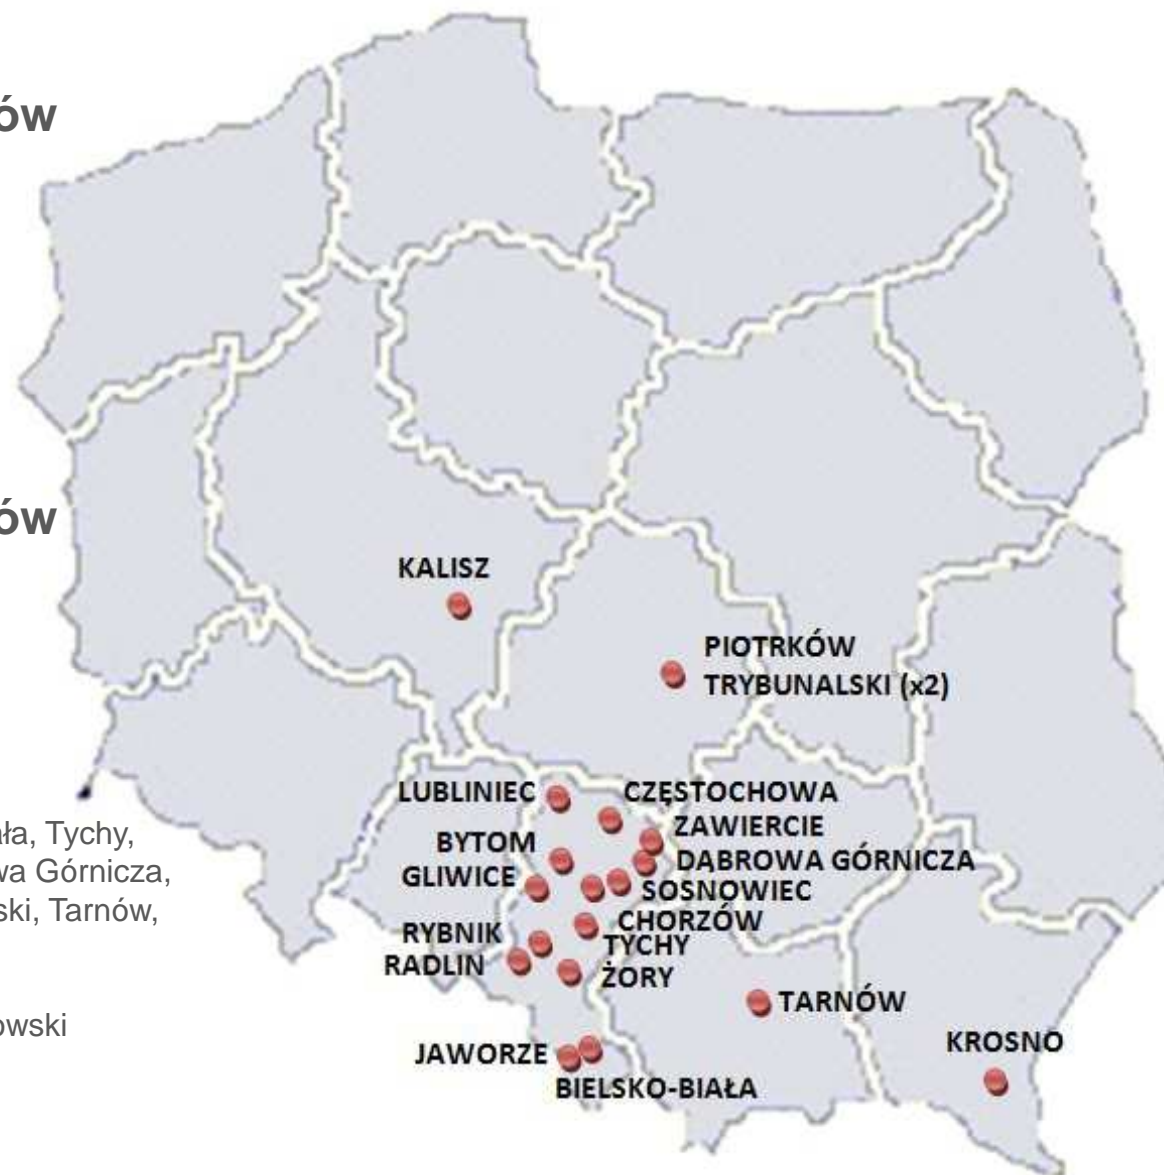 ów
ów
KALISZ
PIOTRKÓW
TRYBUNALSKI (x2)
LUBLINIEC
CZĘSTOCHOWA
ZAWIERCIE
BYTOM
DĄBROWA GÓRNICZA
GLIWICE
SOSNOWIEC
CHORZÓW
RYBNIK
TYCHY
RADLIN
ŻORY
TARNÓW
JAWORZE
KROSNO
BIELSKO-BIAŁA
ała, Tychy,
wa Górnicza,
ski, Tarnów,
owski